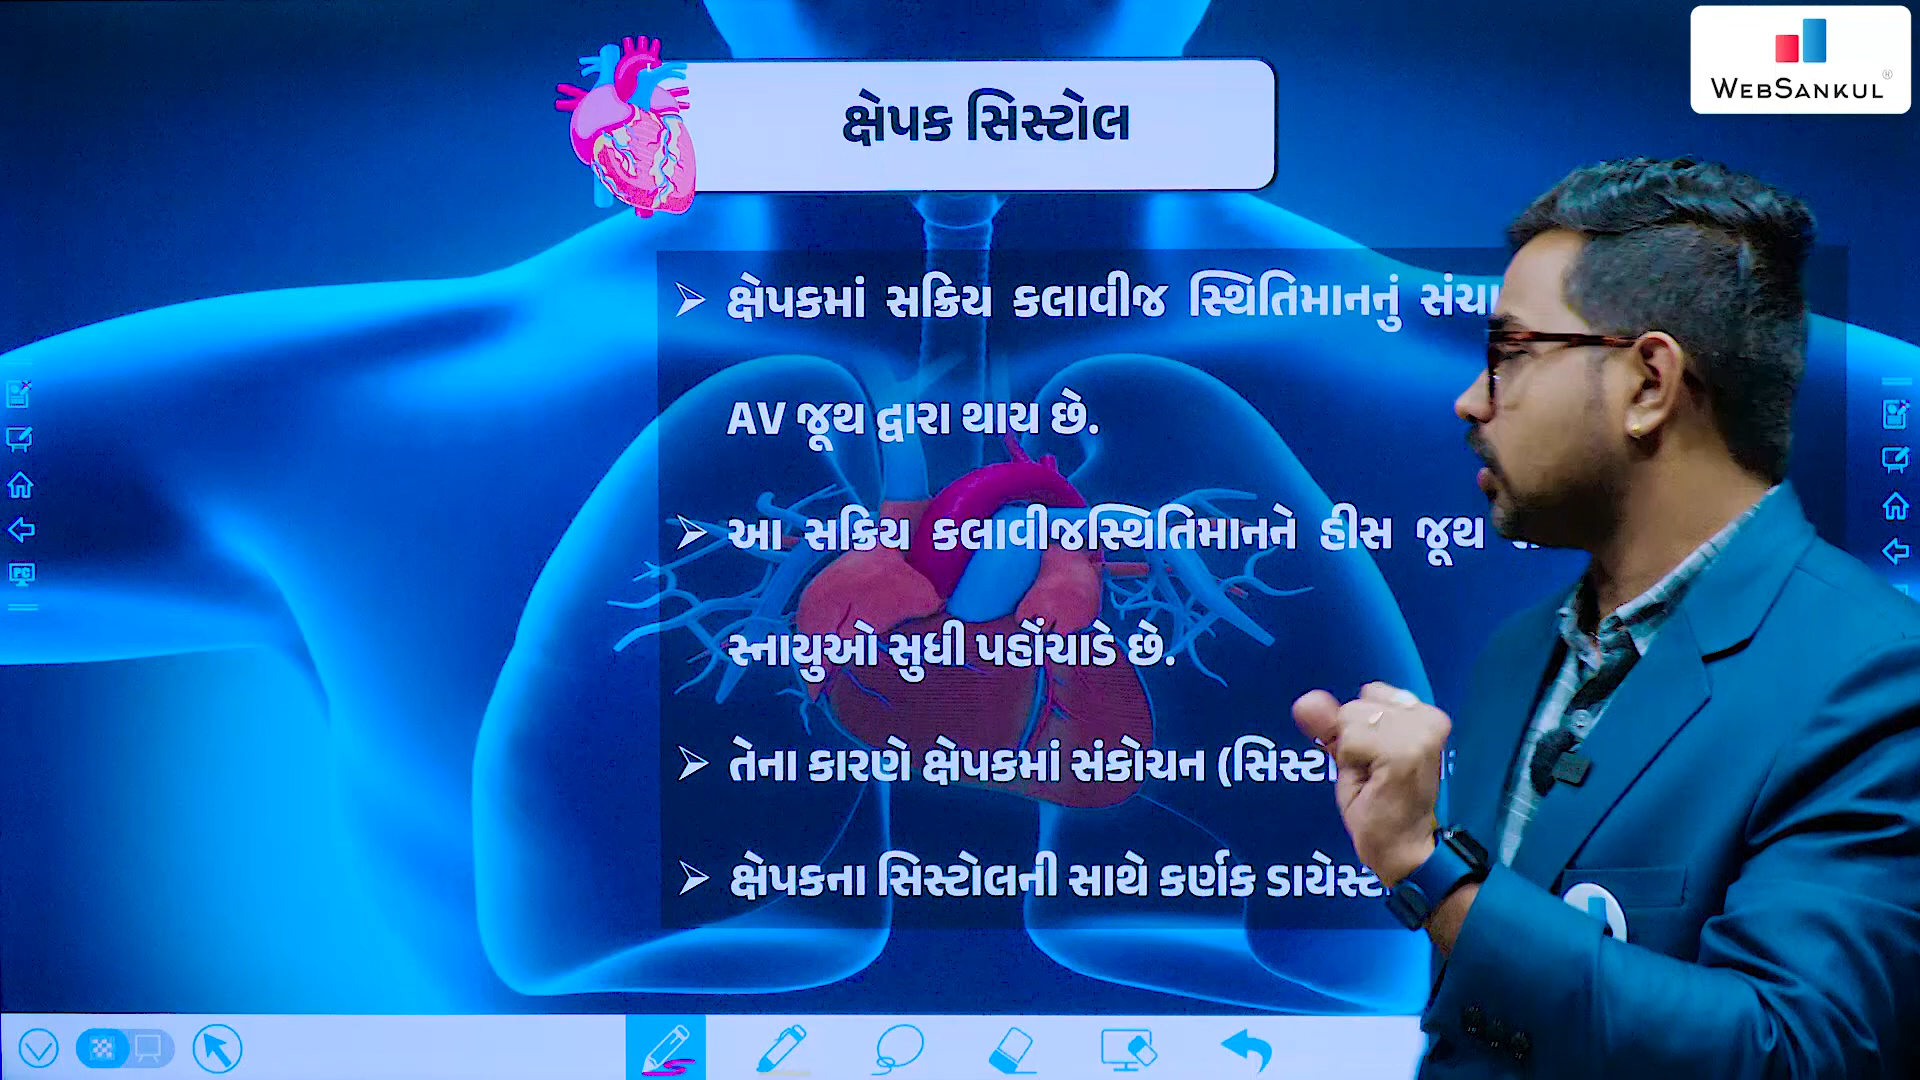 WEBSANKUL
ક્ષેપક સિસ્ટોલ
➢ ક્ષેપકમાં સક્રિય કલાવીજ સ્થિતિમાનનું
AV જૂથ દ્વારા થાય છે.
➢ આ સક્રિય કલાવીજસ્થિતિમાનને હીસ જૂથ
સ્નાયુઓ સુધી પહોંચાડે છે.
➢ તેના કારણે ક્ષેપકમાં સંકોચન
➢ ક્ષેપકના સિસ્ટોલની સાથે કર્ણક
PC